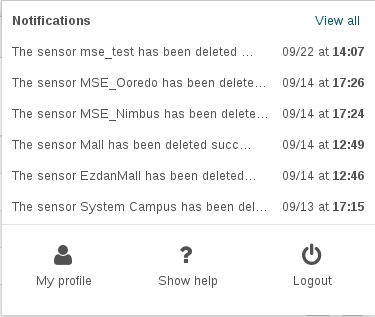 Notifications View all
The sensor mse_test has been deleted ... 09/22 at 14:07
The sensor MSE_Ooredo has been delete... 09/14 at 17:26
The sensor MSE_Nimbus has been delete... 09/14 at 17:24
The sensor Mall has been deleted succ... 09/14 at 12:49
The sensor EzdanMall has been deleted... 09/14 at 12:46
The sensor System Campus has been del... 09/13 at 17:15
My profile Show help Logout